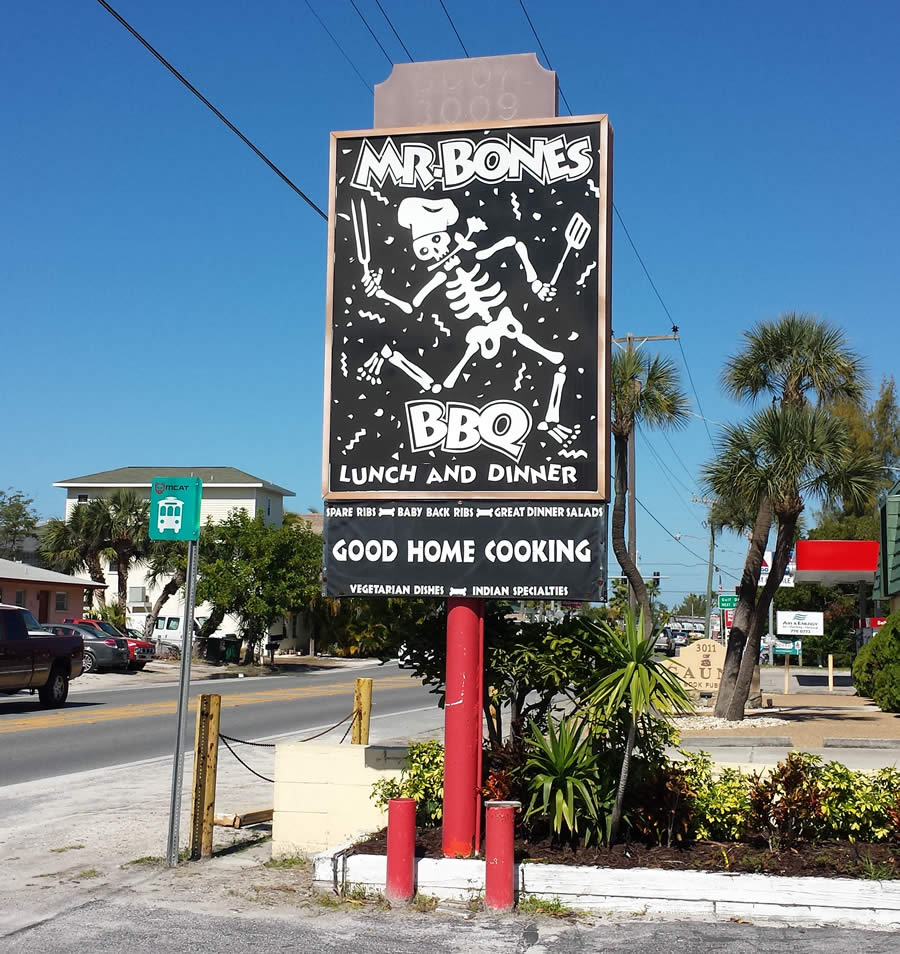 3009
MR. BONES
BBQ
LUNCH AND DINNER
SPARE RIBS BABY BACK RIBS GREAT DINNER SALADS
GOOD HOME COOKING
VEGETARIAN DISHES INDIAN SPECIALTIES
MCAT
3011